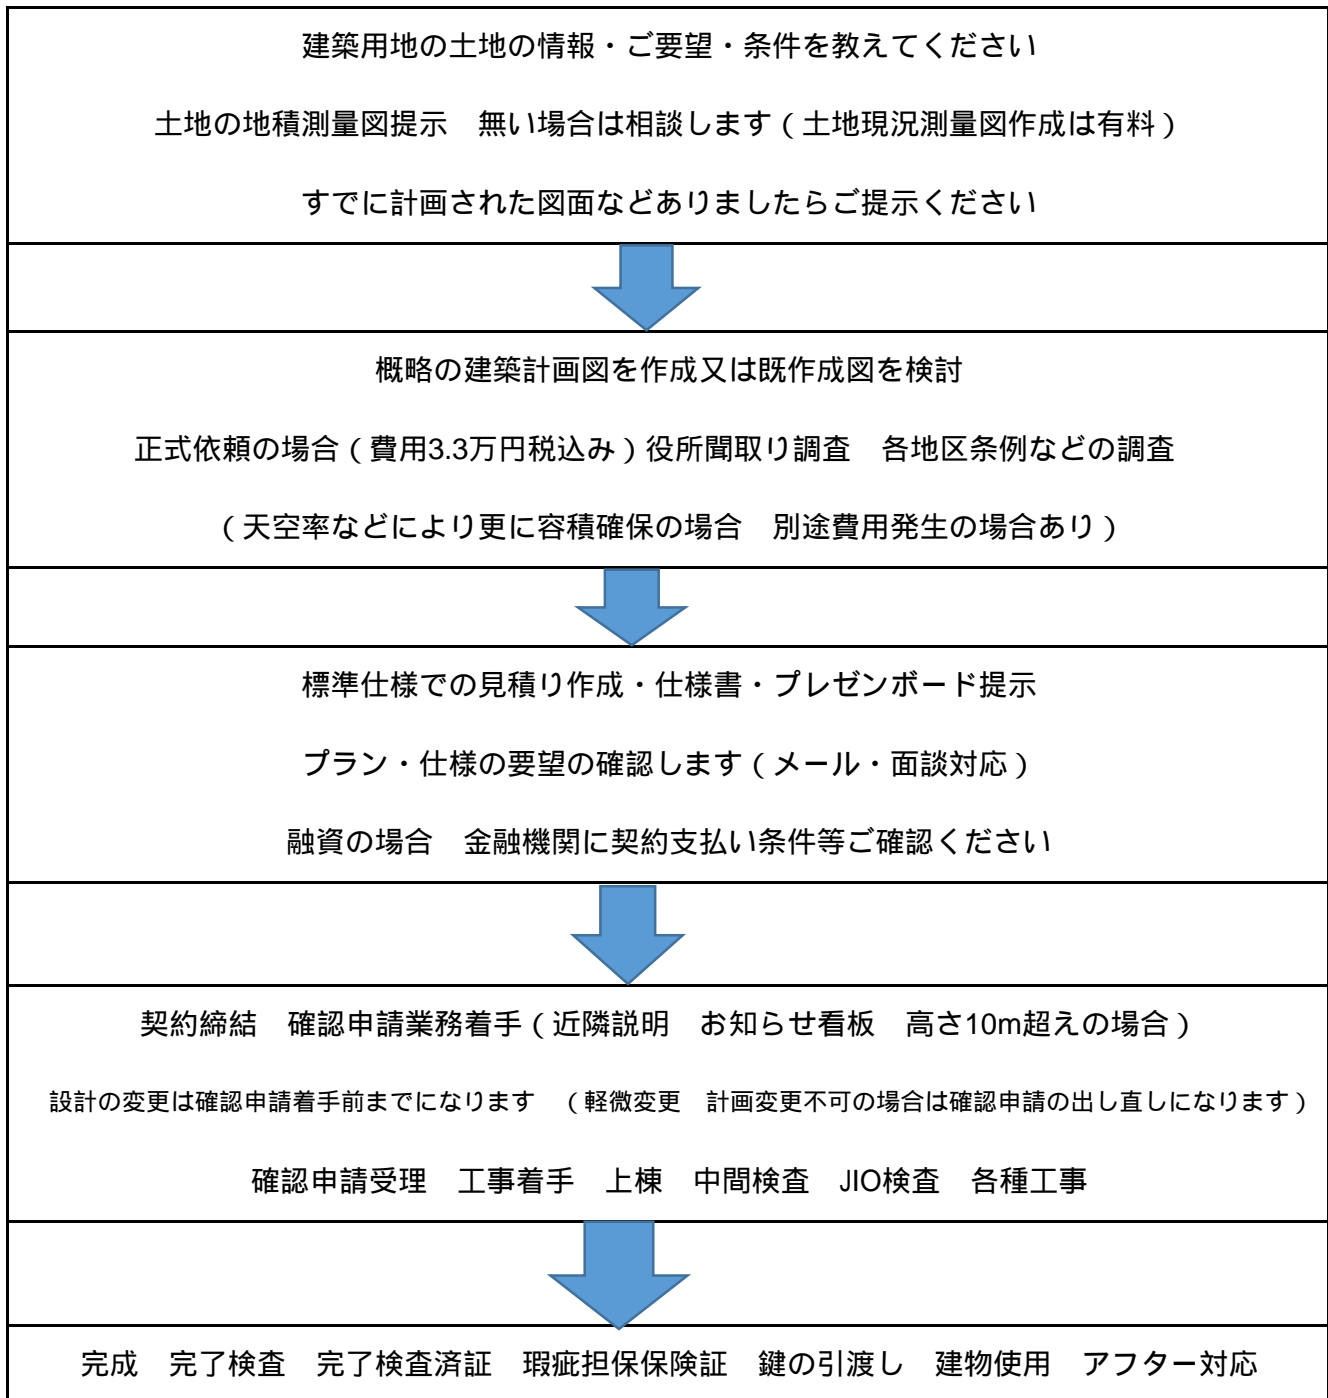 建築用地の土地の情報・ご要望・条件を教えてください
土地の地積測量図提示　無い場合は相談します（土地現況測量図作成は有料）
すでに計画された図面などありましたらご提示ください
概略の建築計画図を作成又は既作成図を検討
正式依頼の場合（費用3.3万円税込み）役所聞取り調査　各地区条例などの調査
（天空率などにより更に容積確保の場合　別途費用発生の場合あり）
標準仕様での見積り作成・仕様書・プレゼンボード提示
プラン・仕様の要望の確認します（メール・面談対応）
融資の場合　金融機関に契約支払い条件等ご確認ください
契約締結　確認申請業務着手（近隣説明　お知らせ看板　高さ10m超えの場合）
設計の変更は確認申請着手前までになります　（軽微変更　計画変更不可の場合は確認申請の出し直しになります）
確認申請受理　工事着手　上棟　中間検査　JIO検査　各種工事
完成　完了検査　完了検査済証　瑕疵担保保険証　鍵の引渡し　建物使用　アフター対応